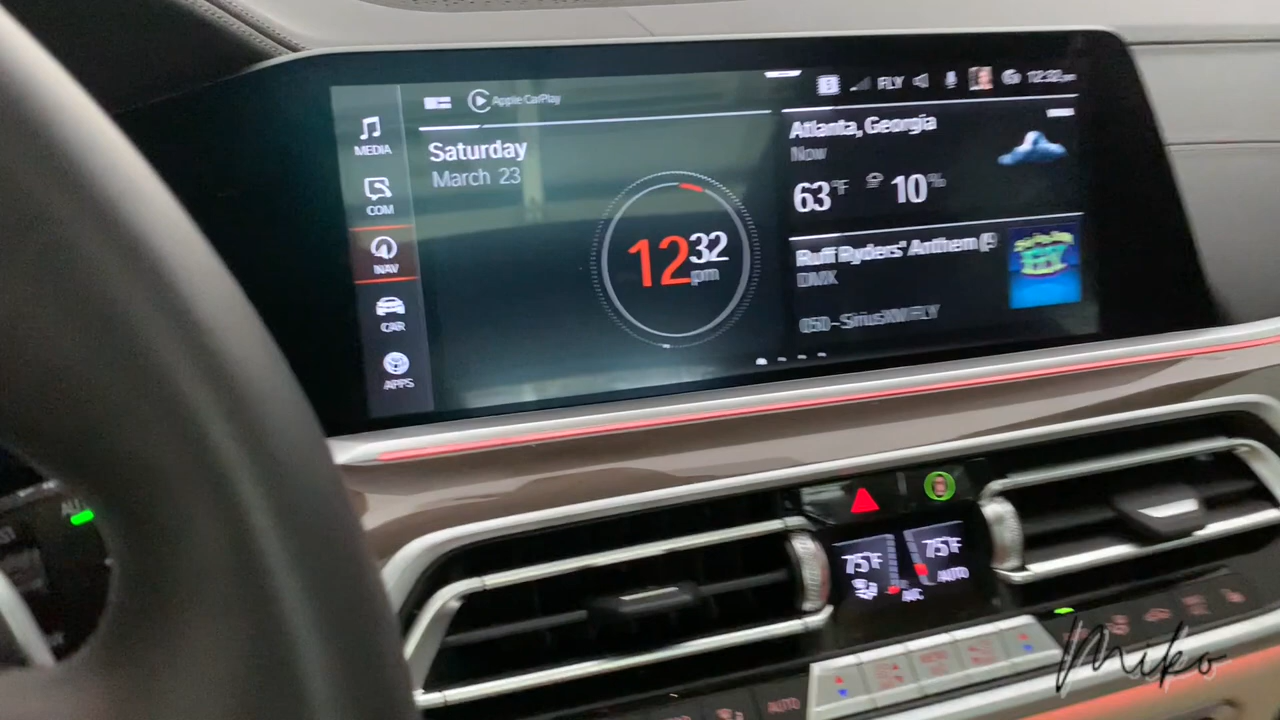 Apple CarPlay
FLY
12:32 pm
MEDIA
COM
NAV
CAR
APPS
Saturday
March 23
12 32
pm
Atlanta, Georgia
Now
63°F
10%
Ruff Ryders' Anthem (
DMX
050 - SiriusXM FLY
75°F
75°F
AUTO
A/C
AUTO
Miko